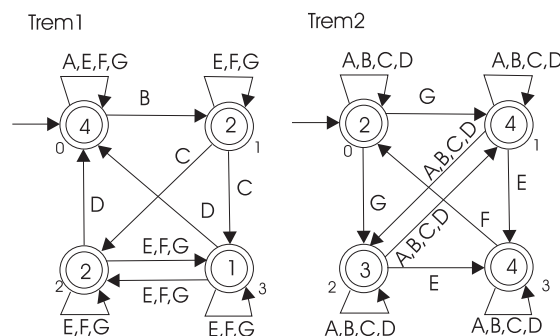 Trem1
Trem2
A,E,F,G
E,F,G
A,B,C,D
A,B,C,D
B
G
4
2
2
4
0
1
0
1
C
C
A,B,C,D
E
D
D
G
F
A,B,C,D
E,F,G
2
1
3
4
2
E,F,G
3
2
E
3
E,F,G
E,F,G
A,B,C,D
A,B,C,D